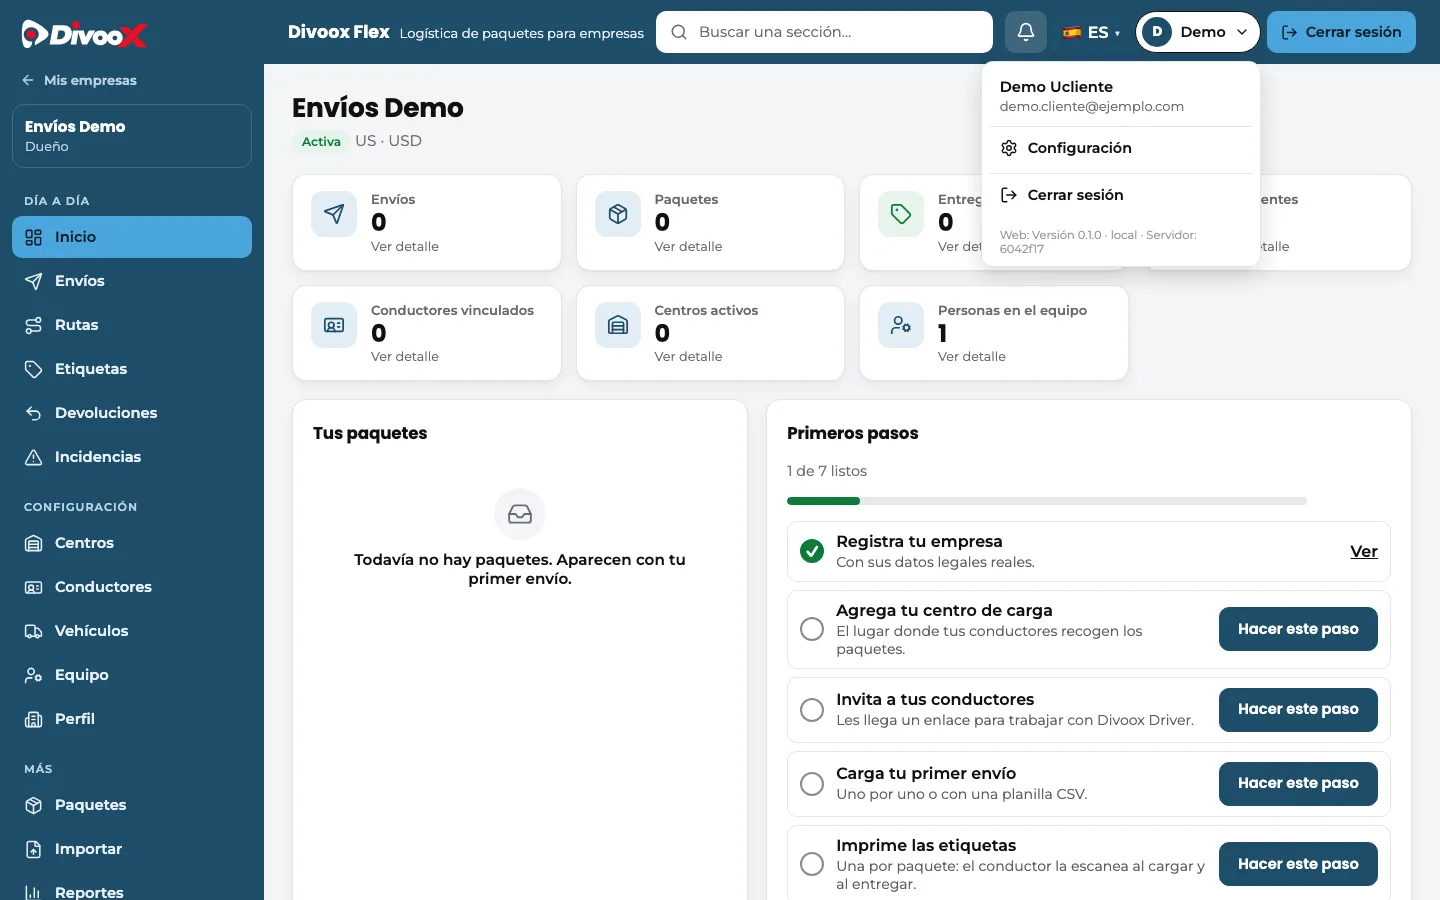 DivooX
Divoox Flex
Logística de paquetes para empresas
Buscar una sección...
ES
D
Demo
Cerrar sesión
Mis empresas
Envíos Demo
Dueño
DÍA A DÍA
Inicio
Envíos
Rutas
Etiquetas
Devoluciones
Incidencias
CONFIGURACIÓN
Centros
Conductores
Vehículos
Equipo
Perfil
MÁS
Paquetes
Importar
Reportes
Demo Ucliente
demo.cliente@ejemplo.com
Configuración
Cerrar sesión
Web: Versión 0.1.0 · local · Servidor:
6042f17
Envíos Demo
Activa
US · USD
Envíos
0
Ver detalle
Paquetes
0
Ver detalle
Entreg
0
Ver det
entes
talle
Conductores vinculados
0
Ver detalle
Centros activos
0
Ver detalle
Personas en el equipo
1
Ver detalle
Tus paquetes
Todavía no hay paquetes. Aparecen con tu
primer envío.
Primeros pasos
1 de 7 listos
Registra tu empresa
Con sus datos legales reales.
Ver
Agrega tu centro de carga
El lugar donde tus conductores recogen los
paquetes.
Hacer este paso
Invita a tus conductores
Les llega un enlace para trabajar con Divoox Driver.
Hacer este paso
Carga tu primer envío
Uno por uno o con una planilla CSV.
Hacer este paso
Imprime las etiquetas
Una por paquete: el conductor la escanea al cargar y
al entregar.
Hacer este paso